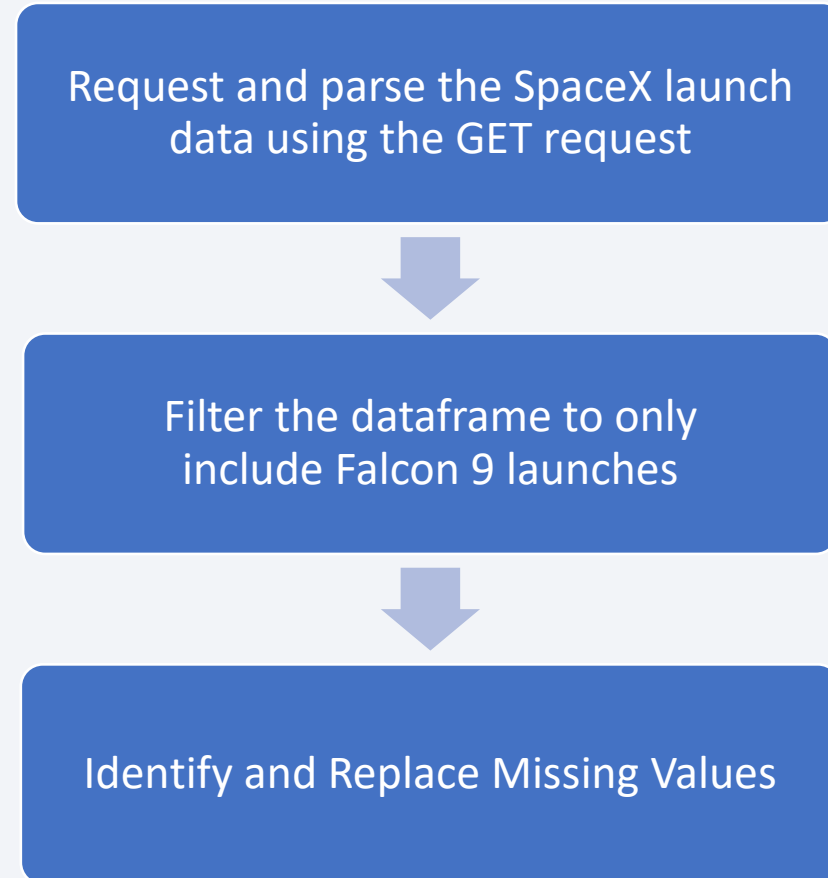 Request and parse the SpaceX launch
data using the GET request
Filter the dataframe to only
include Falcon 9 launches
Identify and Replace Missing Values